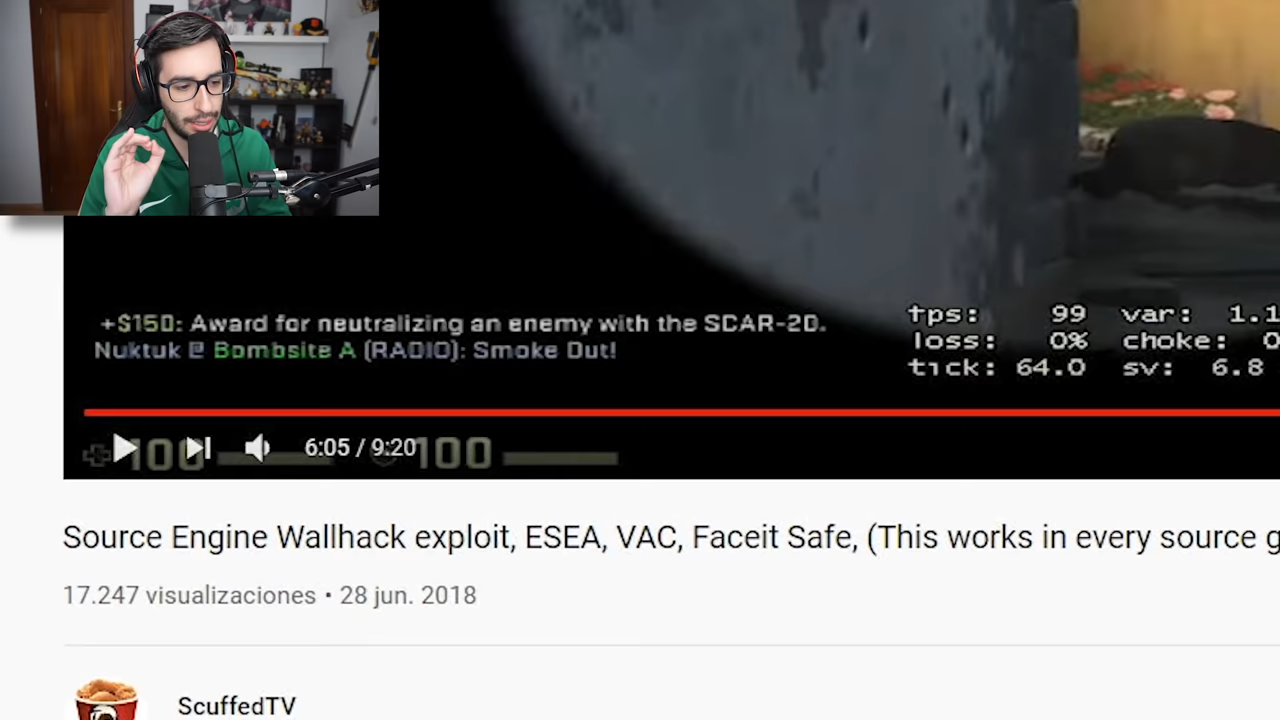 +$150: Award for neutralizing an enemy with the SCAR-20.
Nuktuk @ Bombsite A (RADIO): Smoke Out!
fps: 99 var: 1.1
loss: 0% choke: 0
tick: 64.0 sv: 6.8
100 100
6:05 / 9:20
Source Engine Wallhack exploit, ESEA, VAC, Faceit Safe, (This works in every source g
17.247 visualizaciones • 28 jun. 2018
ScuffedTV